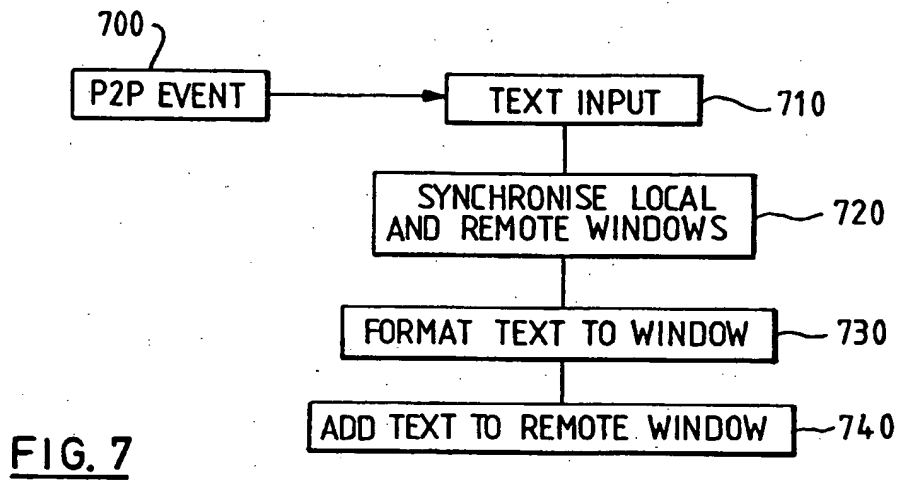 700
P2P EVENT
TEXT INPUT
710
SYNCHRONISE LOCAL
AND REMOTE WINDOWS
720
FORMAT TEXT TO WINDOW
730
ADD TEXT TO REMOTE WINDOW
740
FIG. 7